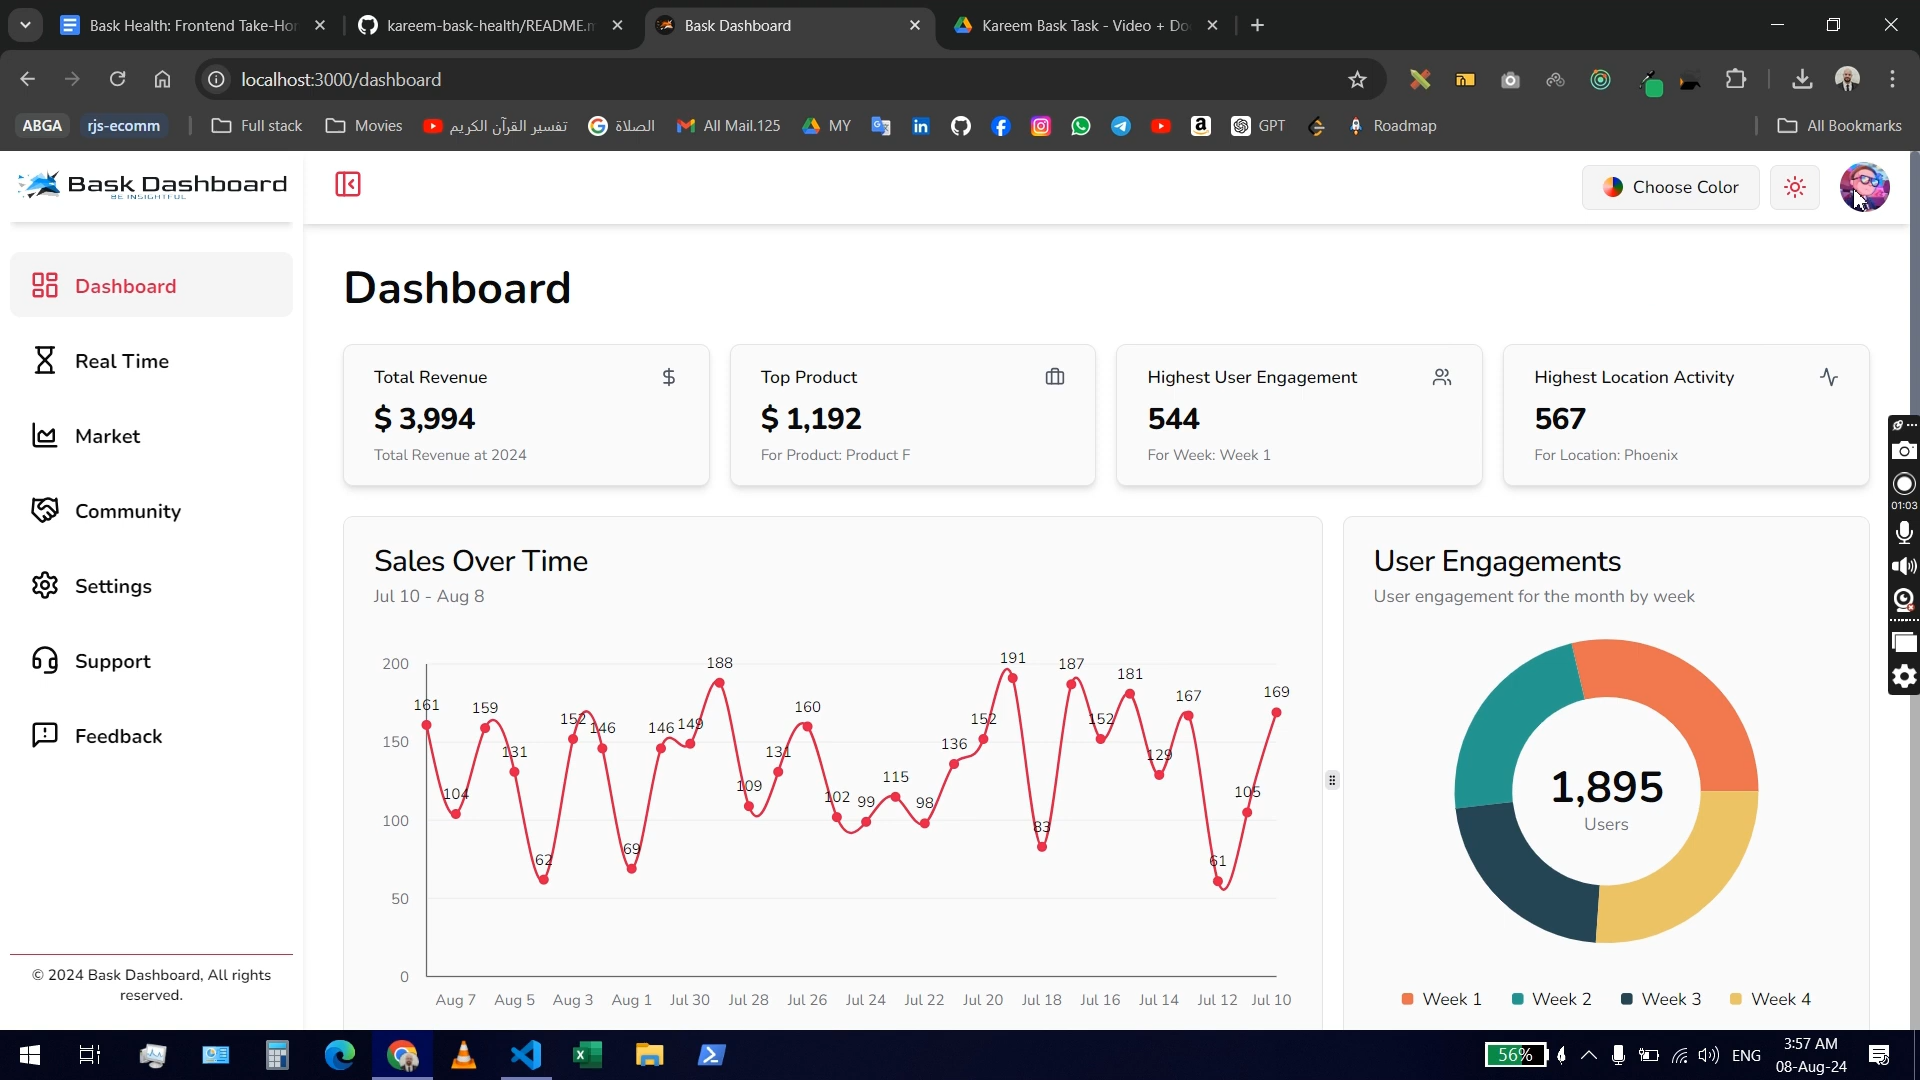 Bask Health: Frontend Take-Hor
kareem-bask-health/README.m
Bask Dashboard
Kareem Bask Task - Video + Do
localhost:3000/dashboard
ABGA
rjs-ecomm
Full stack
Movies
تفسير القرآن الكريم
الصلاة
All Mail.125
MY
GPT
Roadmap
All Bookmarks
Bask Dashboard
BE INSIGHTFUL
Choose Color
Dashboard
Real Time
Market
Community
Settings
Support
Feedback
© 2024 Bask Dashboard, All rights
reserved.
Dashboard
Total Revenue
$ 3,994
Total Revenue at 2024
Top Product
$ 1,192
For Product: Product F
Highest User Engagement
544
For Week: Week 1
Highest Location Activity
567
For Location: Phoenix
Sales Over Time
Jul 10 - Aug 8
200
150
100
50
0
161
104
159
131
62
152
146
69
146
149
188
109
131
160
102
99
115
98
136
152
191
83
187
152
181
129
167
61
105
169
Aug 7 Aug 5 Aug 3 Aug 1 Jul 30 Jul 28 Jul 26 Jul 24 Jul 22 Jul 20 Jul 18 Jul 16 Jul 14 Jul 12 Jul 10
User Engagements
User engagement for the month by week
1,895
Users
Week 1 Week 2 Week 3 Week 4
01:03
56%
ENG
3:57 AM
08-Aug-24